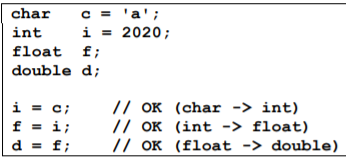 char   c = 'a';
int    i = 2020;
float  f;
double d;

i = c;    // OK (char -> int)
f = i;    // OK (int -> float)
d = f;    // OK (float -> double)